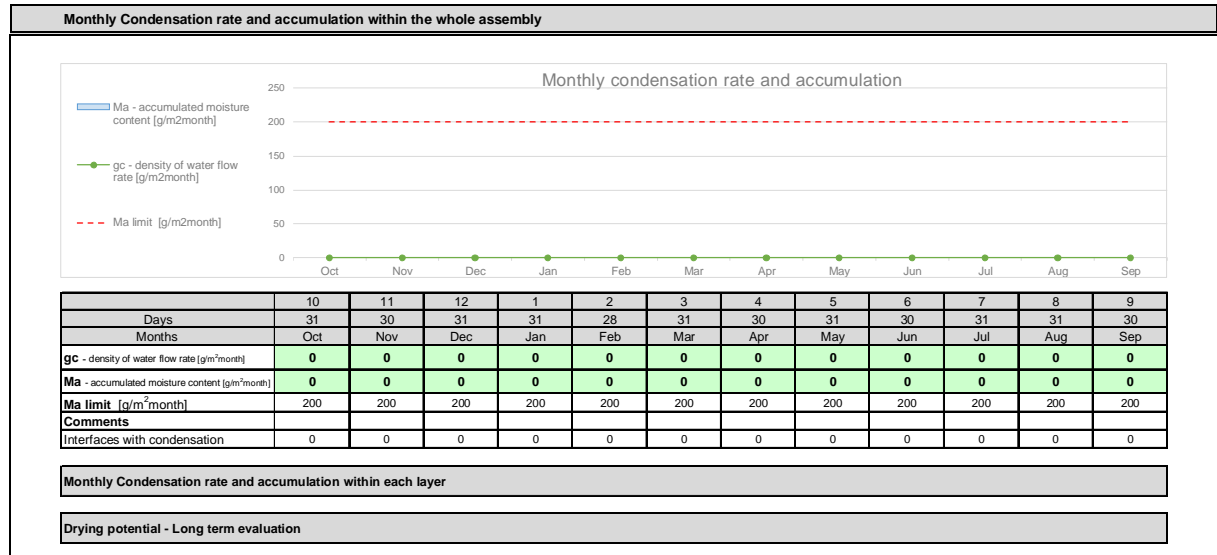 Monthly Condensation rate and accumulation within the whole assembly
Monthly condensation rate and accumulation
Ma - accumulated moisture
content [g/m2month]
gc - density of water flow
rate [g/m2month]
Ma limit [g/m2month]
250
200
150
100
50
0
Oct Nov Dec Jan Feb Mar Apr May Jun Jul Aug Sep
10 11 12 1 2 3 4 5 6 7 8 9
Days 31 30 31 31 28 31 30 31 30 31 31 30
Months Oct Nov Dec Jan Feb Mar Apr May Jun Jul Aug Sep
gc - density of water flow rate [g/m²month] 0 0 0 0 0 0 0 0 0 0 0 0
Ma - accumulated moisture content [g/m²month] 0 0 0 0 0 0 0 0 0 0 0 0
Ma limit [g/m²month] 200 200 200 200 200 200 200 200 200 200 200 200
Comments
Interfaces with condensation 0 0 0 0 0 0 0 0 0 0 0 0
Monthly Condensation rate and accumulation within each layer
Drying potential - Long term evaluation